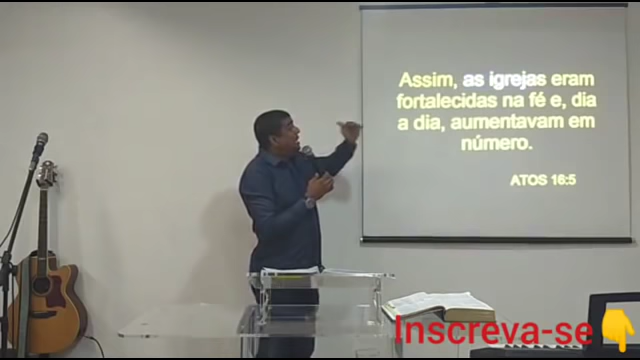 Assim, as igrejas eram
fortalecidas na fé e, dia
a dia, aumentavam em
número.
ATOS 16:5
Inscreva-se👇